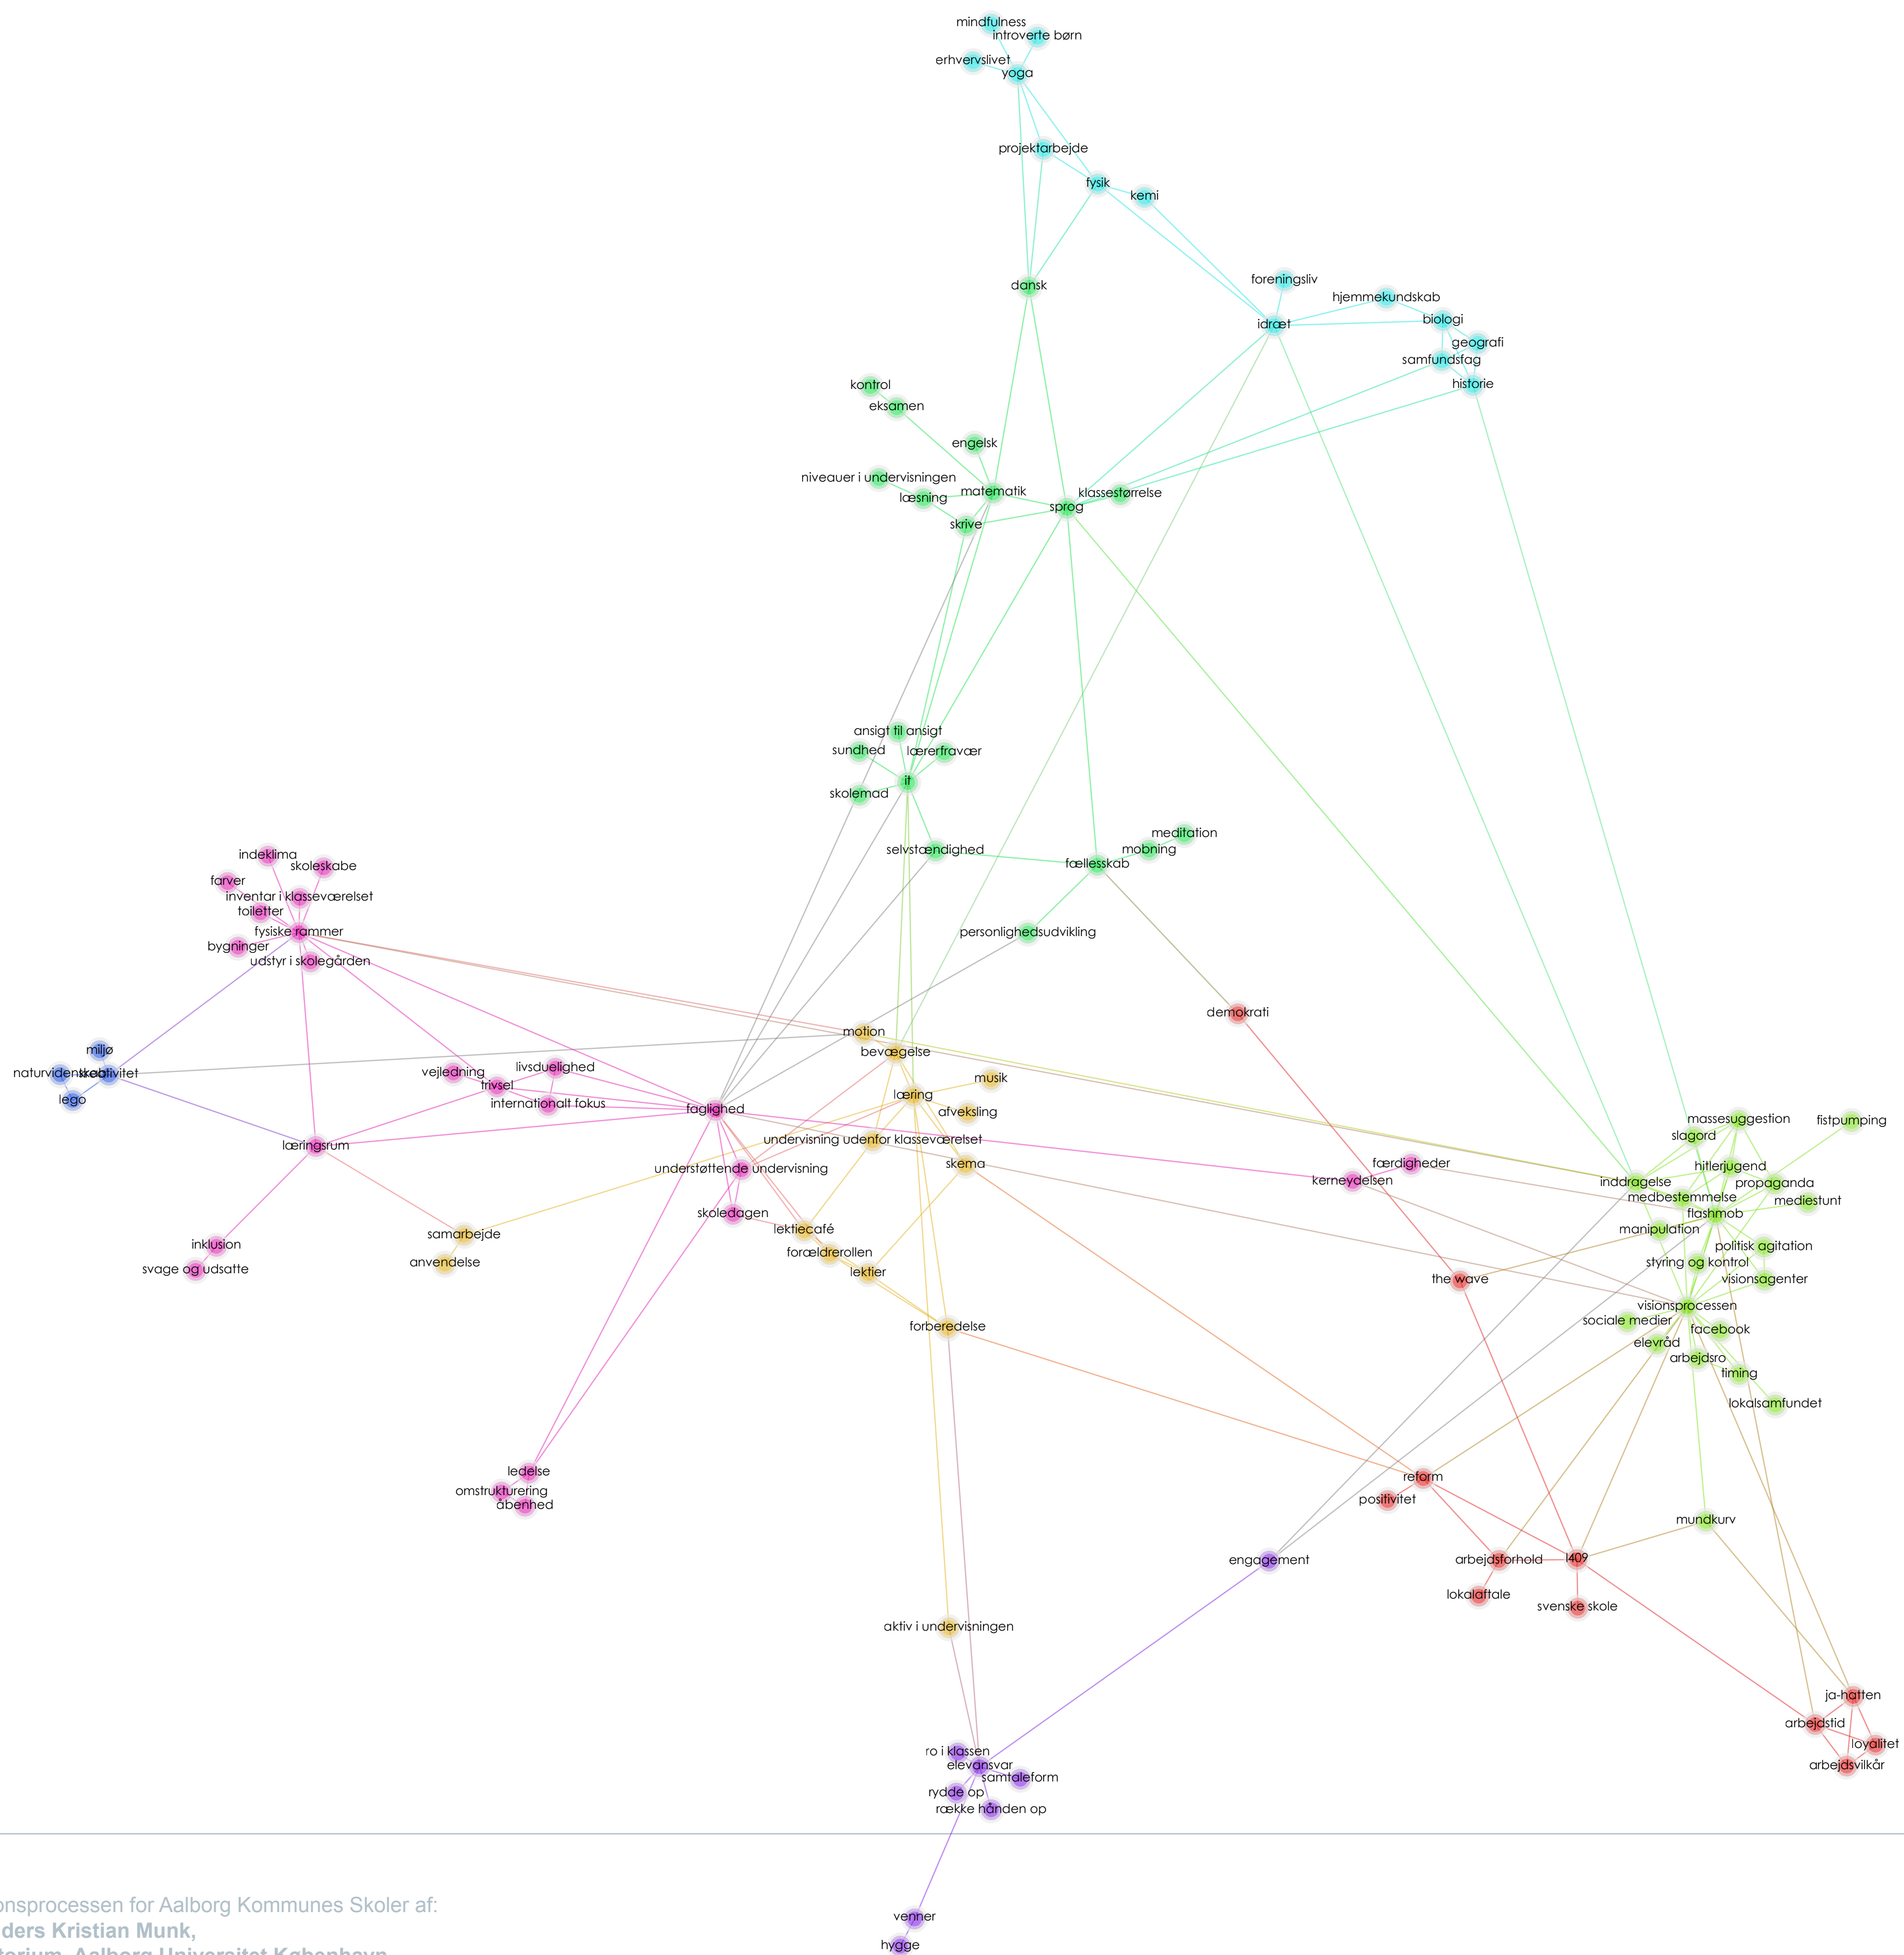 mindfulness
introverte børn
erhvervslivet
yoga
projektarbejde
fysik
kemi
dansk
foreningsliv
hjemmekundskab
idræt
biologi
geografi
samfundsfag
historie
kontrol
eksamen
engelsk
niveauer i undervisningen
læsning
matematik
klassestørrelse
sprog
skrive
ansigt til ansigt
sundhed
lærerfravær
it
skolemad
meditation
selvstændighed
mobning
fællesskab
personlighedsudvikling
indeklima
skoleskabe
farver
inventar i klasseværelset
toiletter
fysiske rammer
bygninger
udstyr i skolegården
demokrati
motion
bevægelse
miljø
naturvidenskab
kreativitet
lego
vejledning
livsduelighed
trivsel
internationalt fokus
musik
læring
afveksling
faglighed
læringsrum
undervisning udenfor klasseværelset
understøttende undervisning
skema
færdigheder
kerneydelsen
massesuggestion
fistpumping
slagord
hitlerjugend
inddragelse
propaganda
medbestemmelse
mediestunt
flashmob
manipulation
politisk agitation
styring og kontrol
visionsagenter
skoledagen
lektiecafé
samarbejde
inklusion
forældrerollen
anvendelse
svage og udsatte
lektier
the wave
visionsprocessen
sociale medier
facebook
forberedelse
elevråd
arbejdsro
timing
lokalsamfundet
ledelse
omstrukturering
åbenhed
reform
positivitet
mundkurv
engagement
arbejdsforhold
l409
lokalaftale
svenske skole
aktiv i undervisningen
ja-hatten
arbejdstid
loyalitet
arbejdsvilkår
ro i klassen
elevansvar
samtaleform
rydde op
række hånden op
onsprocessen for Aalborg Kommunes Skoler af:
ders Kristian Munk,
venner
hygge
torium, Aalborg Universitet København